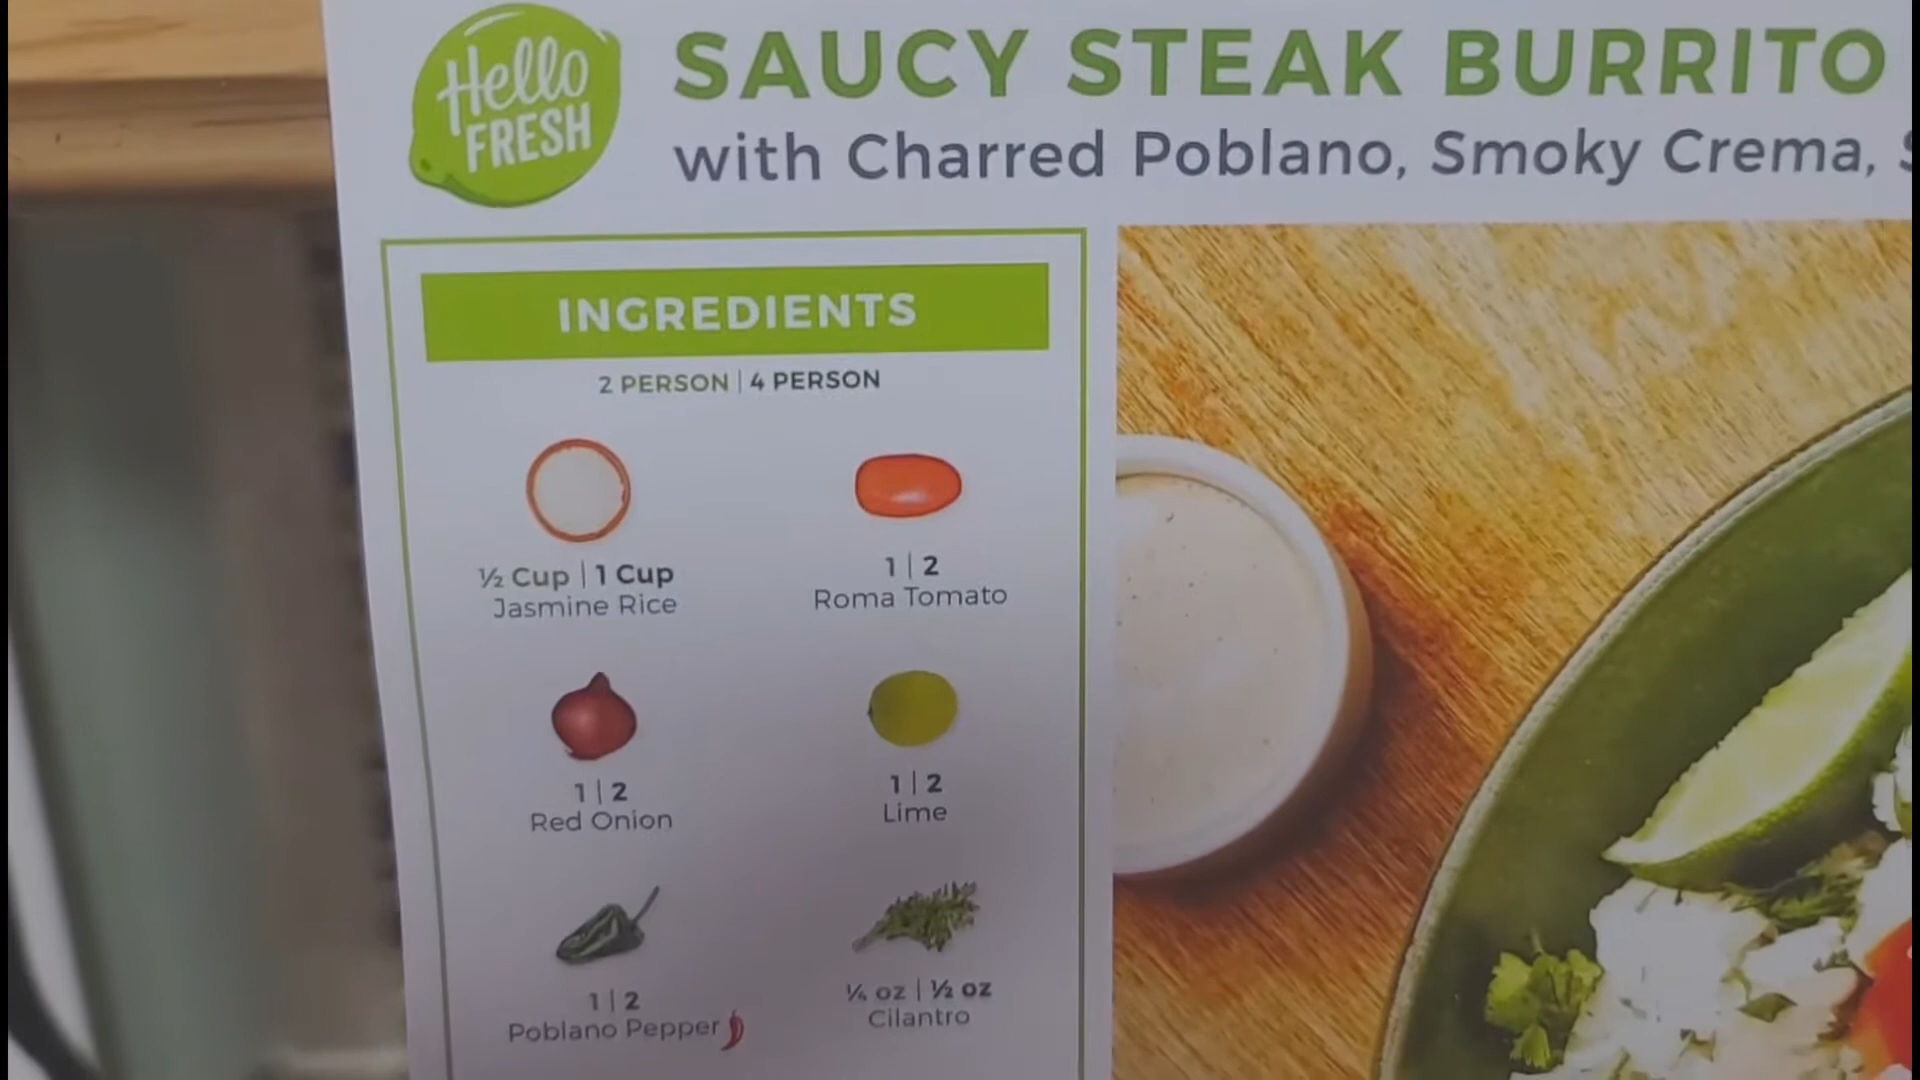 Hello
FRESH
SAUCY STEAK BURRITO
with Charred Poblano, Smoky Crema,
INGREDIENTS
2 PERSON | 4 PERSON
½ Cup | 1 Cup
Jasmine Rice
1 | 2
Roma Tomato
1 | 2
Red Onion
1 | 2
Lime
1 | 2
Poblano Pepper
¼ oz | ½ oz
Cilantro